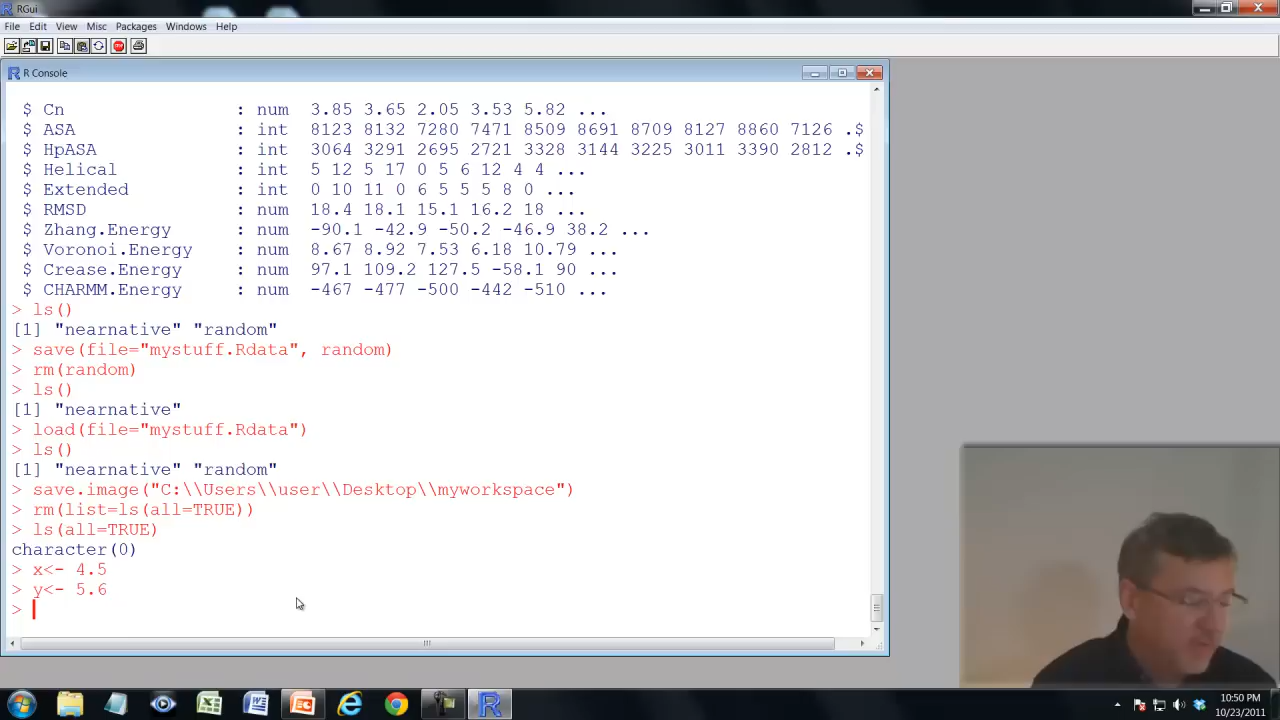 RGui
File Edit View Misc Packages Windows Help
R Console
$ Cn : num 3.85 3.65 2.05 3.53 5.82 ...
$ ASA : int 8123 8132 7280 7471 8509 8691 8709 8127 8860 7126 .$
$ HpASA : int 3064 3291 2695 2721 3328 3144 3225 3011 3390 2812 .$
$ Helical : int 5 12 5 17 0 5 6 12 4 4 ...
$ Extended : int 0 10 11 0 6 5 5 5 8 0 ...
$ RMSD : num 18.4 18.1 15.1 16.2 18 ...
$ Zhang.Energy : num -90.1 -42.9 -50.2 -46.9 38.2 ...
$ Voronoi.Energy : num 8.67 8.92 7.53 6.18 10.79 ...
$ Crease.Energy : num 97.1 109.2 127.5 -58.1 90 ...
$ CHARMM.Energy : num -467 -477 -500 -442 -510 ...
> ls()
[1] "nearnative" "random"
> save(file="mystuff.Rdata", random)
> rm(random)
> ls()
[1] "nearnative"
> load(file="mystuff.Rdata")
> ls()
[1] "nearnative" "random"
> save.image("C:\\Users\\user\\Desktop\\myworkspace")
> rm(list=ls(all=TRUE))
> ls(all=TRUE)
character(0)
> x<- 4.5
> y<- 5.6
>
10:50 PM
10/23/2011